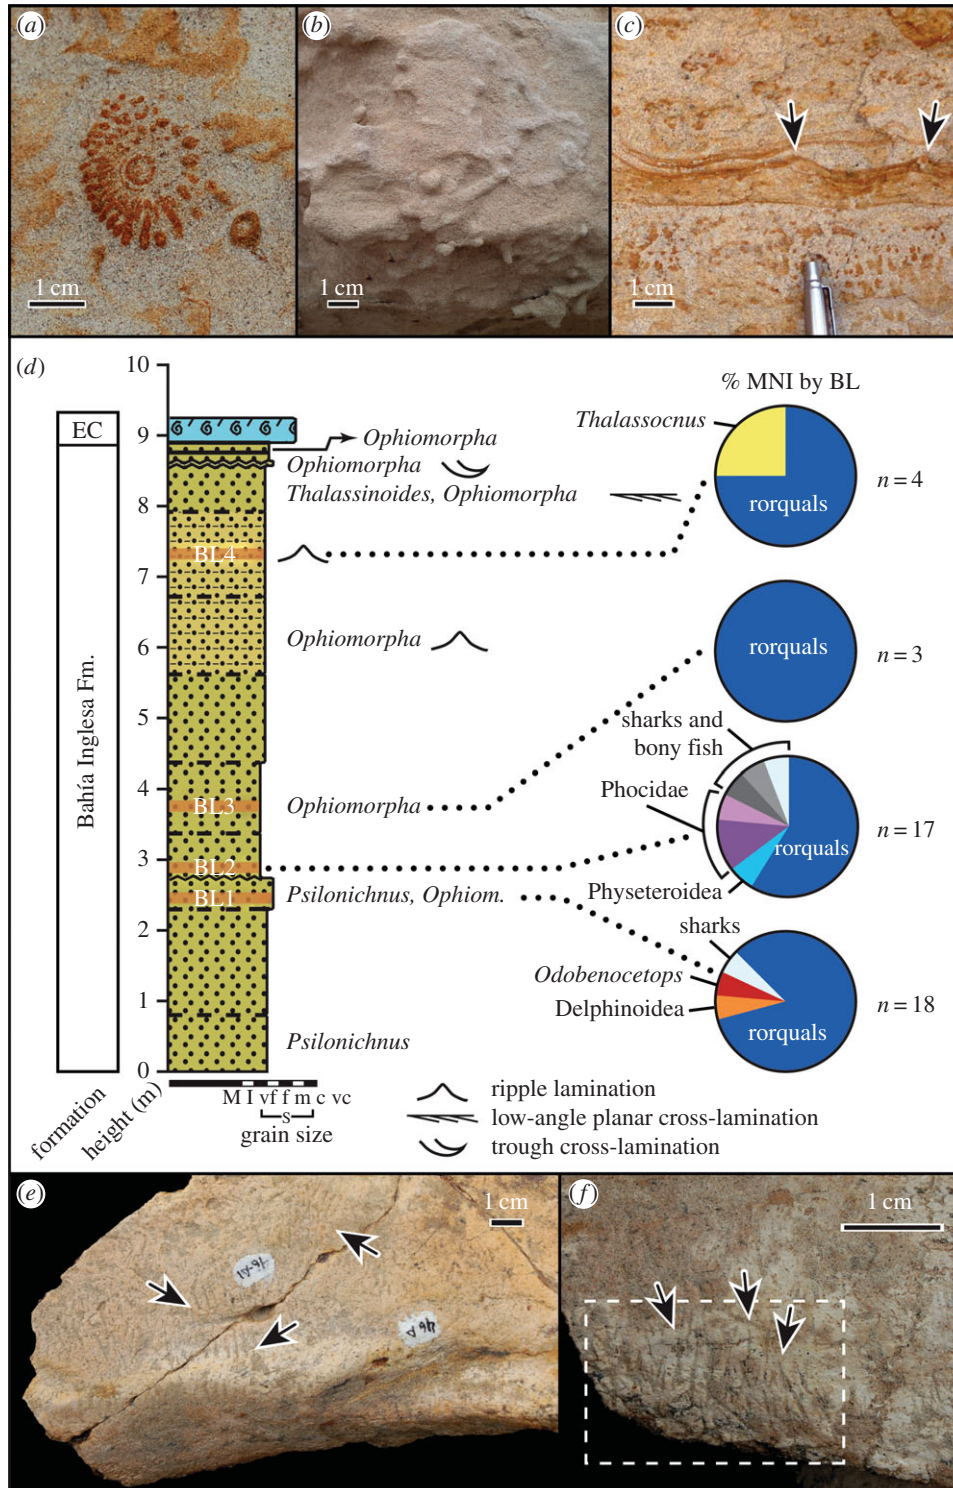 (a)
(b)
(c)
1 cm
1 cm
1 cm
(d)
10
9
8
7
6
5
4
3
2
1
0
EC
Bahía Inglesa Fm.
formation
height (m)
BL4
BL3
BL2
BL1
Ophiomorpha
Ophiomorpha
Thalassinoides, Ophiomorpha
Ophiomorpha
Ophiomorpha
Psilonichnus, Ophiom.
Psilonichnus
M I vf f m c vc
s
grain size
% MNI by BL
Thalassocnus
rorquals
n = 4
rorquals
n = 3
sharks and
bony fish
Phocidae
Physeteroidea
rorquals
n = 17
sharks
Odobenocetops
Delphinoidea
rorquals
n = 18
ripple lamination
low-angle planar cross-lamination
trough cross-lamination
(e)
1 cm
(f)
1 cm